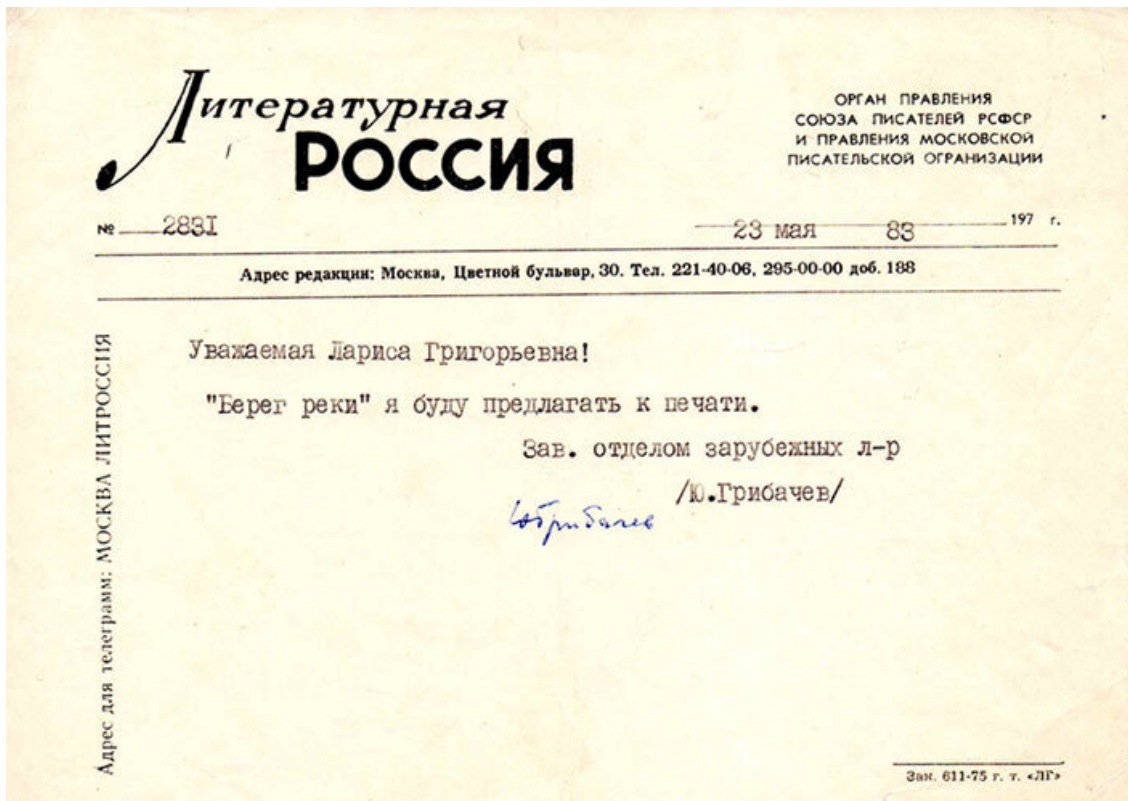 Литературная
РОССИЯ
ОРГАН ПРАВЛЕНИЯ
СОЮЗА ПИСАТЕЛЕЙ РСФСР
И ПРАВЛЕНИЯ МОСКОВСКОЙ
ПИСАТЕЛЬСКОЙ ОГРАНИЗАЦИИ
№ 2831 23 мая 83 197 г.
Адрес редакции: Москва, Цветной бульвар, 30. Тел. 221-40-06, 295-00-00 доб. 188
Адрес для телеграмм: МОСКВА ЛИТРОССИЯ
Уважаемая Лариса Григорьевна!
"Берег реки" я буду предлагать к печати.
Зав. отделом зарубежных л-р
/Ю.Грибачев/
ЮГрибачев
Зак. 611-75 г. т. «ЛГ»